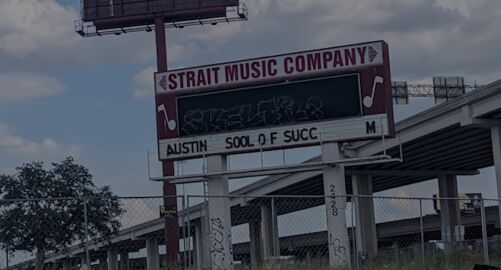 STRAIT MUSIC COMPANY
AUSTIN SOOL OF SUCC M
2428